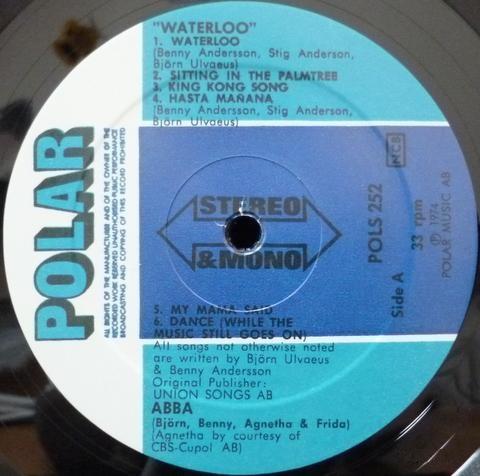 "WATERLOO"
1. WATERLOO
(Benny Andersson, Stig Anderson,
Björn Ulvaeus)
2. SITTING IN THE PALMTREE
3. KING KONG SONG
4. HASTA MAÑANA
(Benny Andersson, Stig Anderson,
Björn Ulvaeus)
POLAR
ALL RIGHTS OF THE MANUFACTURER AND OF THE OWNER OF THE
RECORDED WORK RESERVED UNAUTHORISED PUBLIC PERFORMANCE
BROADCASTING AND COPYING OF THIS RECORD PROHIBITED
STEREO
& MONO
NCB
POLS 252
Side A
33 rpm
Ⓟ 1974
POLAR MUSIC AB
5. MY MAMA SAID
6. DANCE (WHILE THE
MUSIC STILL GOES ON)
All songs not otherwise noted
are written by Björn Ulvaeus
& Benny Andersson
Original Publisher:
UNION SONGS AB
ABBA
(Björn, Benny, Agnetha & Frida)
(Agnetha by courtesy of
CBS-Cupol AB)